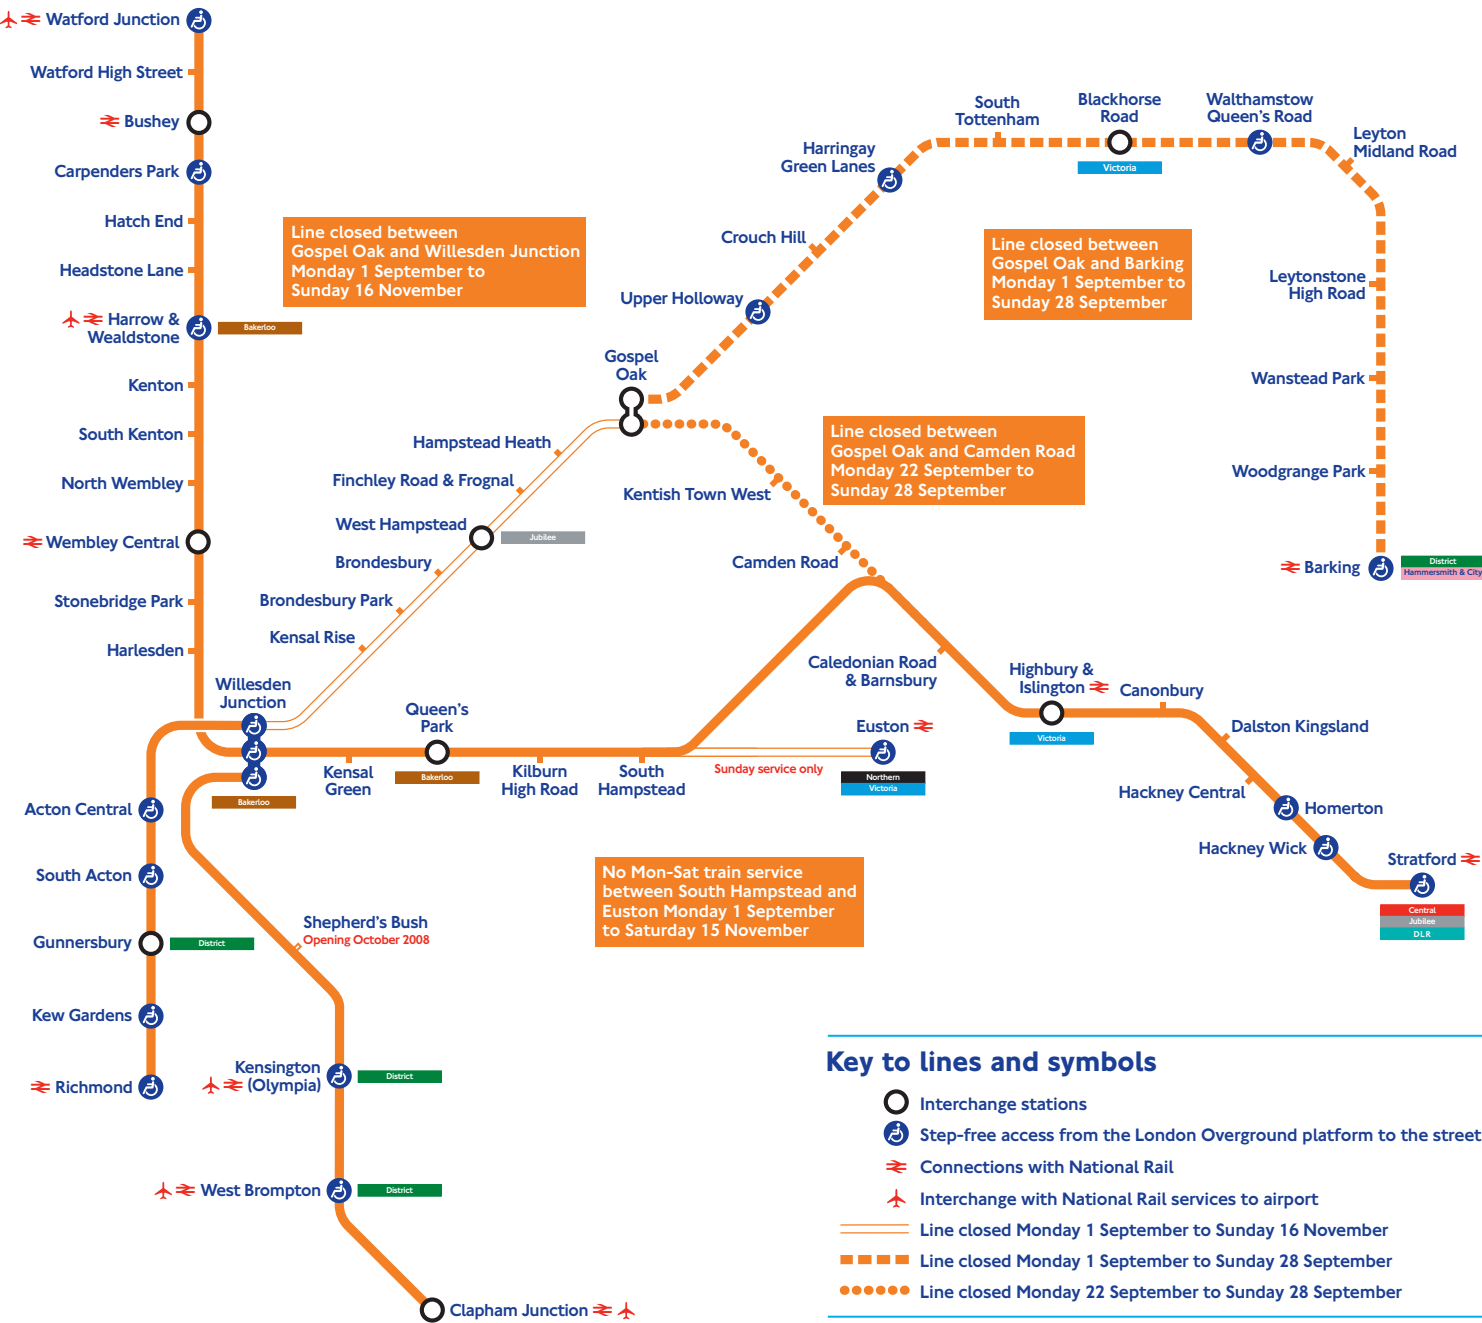 Watford Junction
Watford High Street
Bushey
Carpenders Park
Hatch End
Headstone Lane
Harrow &
Wealdstone
Bakerloo
Kenton
South Kenton
North Wembley
Wembley Central
Stonebridge Park
Harlesden
Willesden
Junction
Bakerloo
Line closed between
Gospel Oak and Willesden Junction
Monday 1 September to
Sunday 16 November
Hampstead Heath
Finchley Road & Frognal
West Hampstead
Jubilee
Brondesbury
Brondesbury Park
Kensal Rise
Gospel
Oak
Upper Holloway
Crouch Hill
Harringay
Green Lanes
South
Tottenham
Blackhorse
Road
Victoria
Walthamstow
Queen's Road
Leyton
Midland Road
Leytonstone
High Road
Wanstead Park
Woodgrange Park
Barking
District
Hammersmith & City
Line closed between
Gospel Oak and Barking
Monday 1 September to
Sunday 28 September
Line closed between
Gospel Oak and Camden Road
Monday 22 September to
Sunday 28 September
Kentish Town West
Camden Road
Caledonian Road
& Barnsbury
Highbury &
Islington
Victoria
Canonbury
Dalston Kingsland
Hackney Central
Homerton
Hackney Wick
Stratford
Central
Jubilee
DLR
Kensal
Green
Queen's
Park
Bakerloo
Kilburn
High Road
South
Hampstead
Sunday service only
Euston
Northern
Victoria
No Mon-Sat train service
between South Hampstead and
Euston Monday 1 September
to Saturday 15 November
Acton Central
South Acton
Gunnersbury
District
Kew Gardens
Richmond
Shepherd's Bush
Opening October 2008
Kensington
(Olympia)
District
West Brompton
District
Clapham Junction
Key to lines and symbols
Interchange stations
Step-free access from the London Overground platform to the street
Connections with National Rail
Interchange with National Rail services to airport
Line closed Monday 1 September to Sunday 16 November
Line closed Monday 1 September to Sunday 28 September
Line closed Monday 22 September to Sunday 28 September